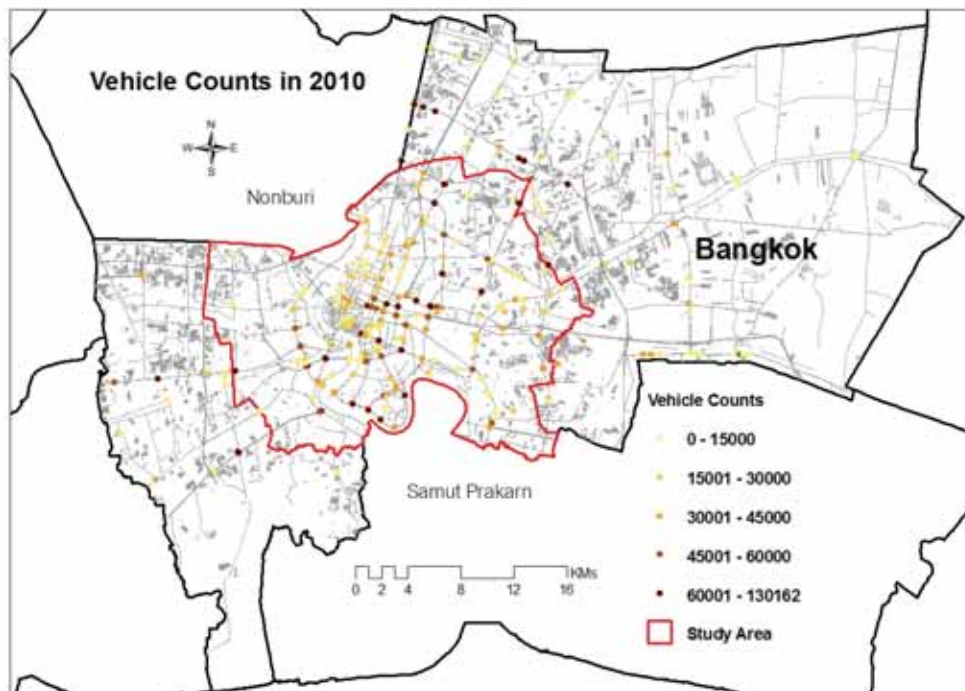 Vehicle Counts in 2010
N
W E
S
Nonburi
Bangkok
Vehicle Counts
0 - 15000
15001 - 30000
30001 - 45000
45001 - 60000
60001 - 130162
Study Area
Samut Prakarn
KMs
0 2 4 8 12 16